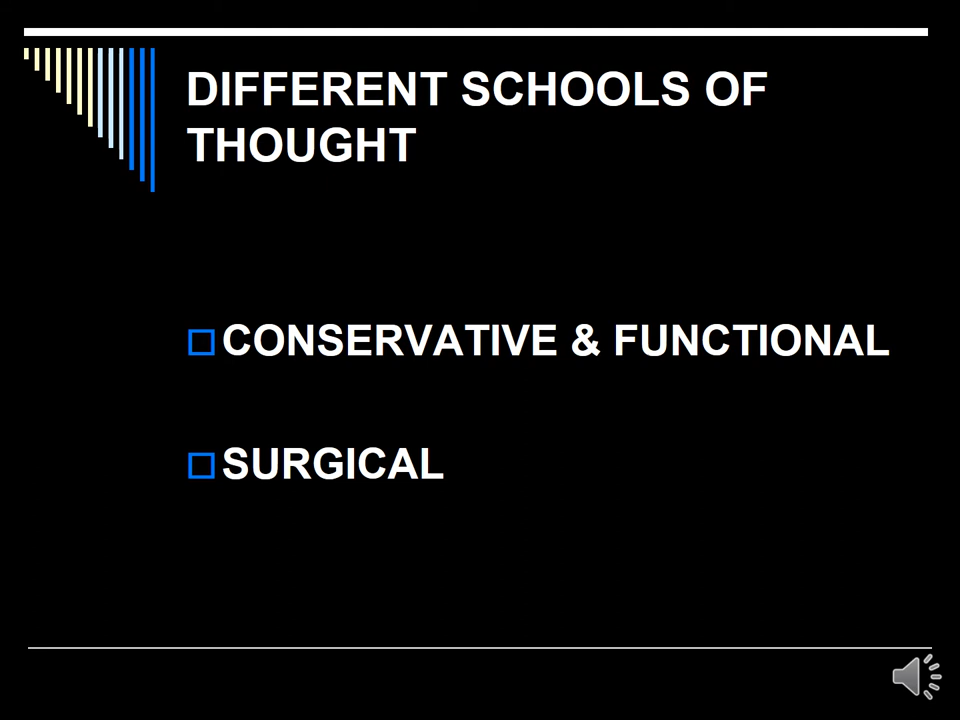 DIFFERENT SCHOOLS OF
THOUGHT
CONSERVATIVE & FUNCTIONAL
SURGICAL